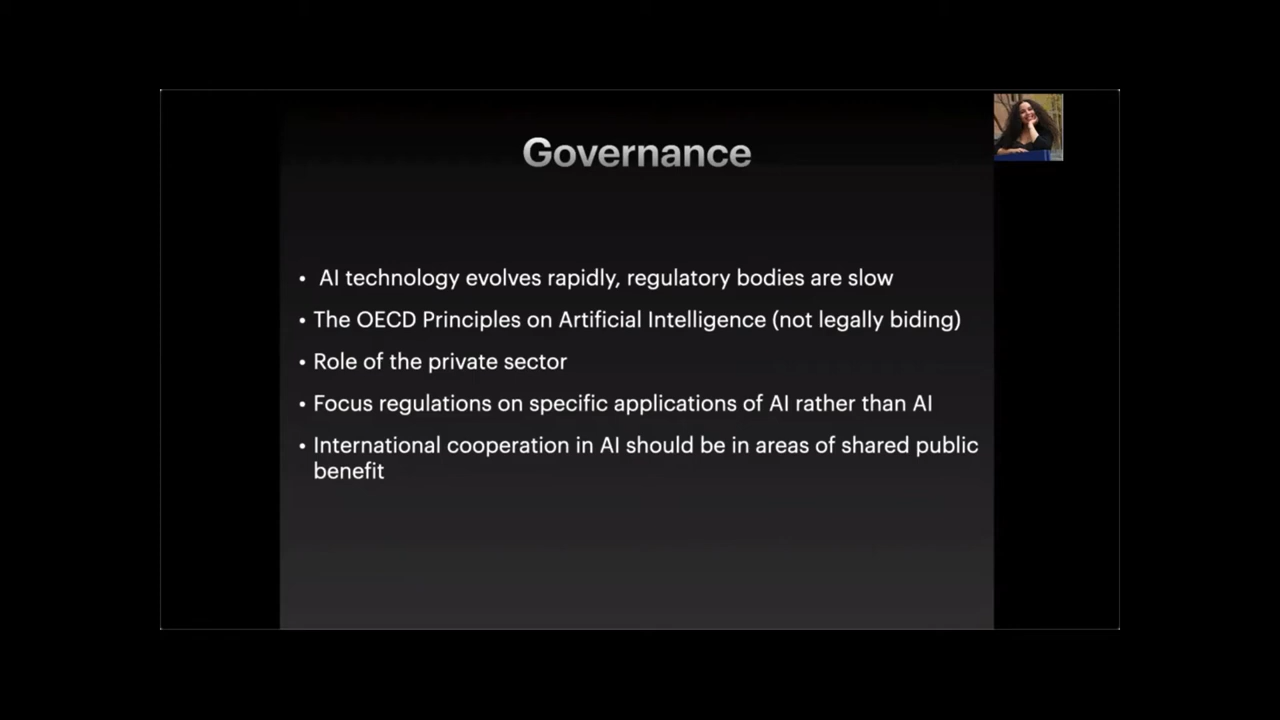 Governance
• AI technology evolves rapidly, regulatory bodies are slow
• The OECD Principles on Artificial Intelligence (not legally biding)
• Role of the private sector
• Focus regulations on specific applications of AI rather than AI
• International cooperation in AI should be in areas of shared public
benefit